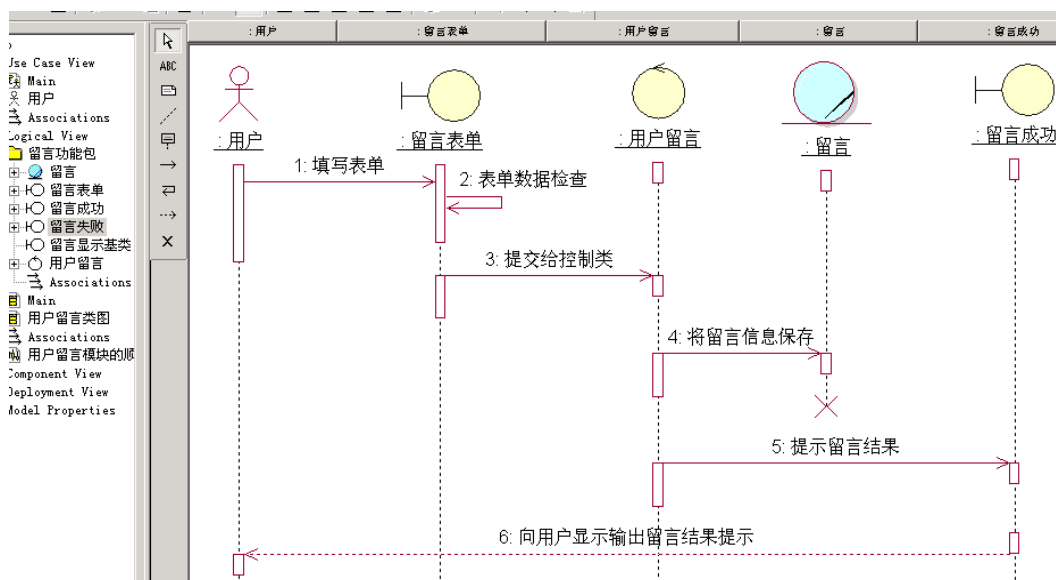 : 用户
: 留言表单
: 用户留言
: 留言
: 留言成功
Use Case View
Main
用户
Associations
Logical View
留言功能包
留言
留言表单
留言成功
留言失败
留言显示基类
用户留言
Associations
Main
用户留言类图
Associations
用户留言模块的顺
Component View
Deployment View
Model Properties
ABC
: 用户
: 留言表单
: 用户留言
: 留言
: 留言成功
1: 填写表单
2: 表单数据检查
3: 提交给控制类
4: 将留言信息保存
5: 提示留言结果
6: 向用户显示输出留言结果提示